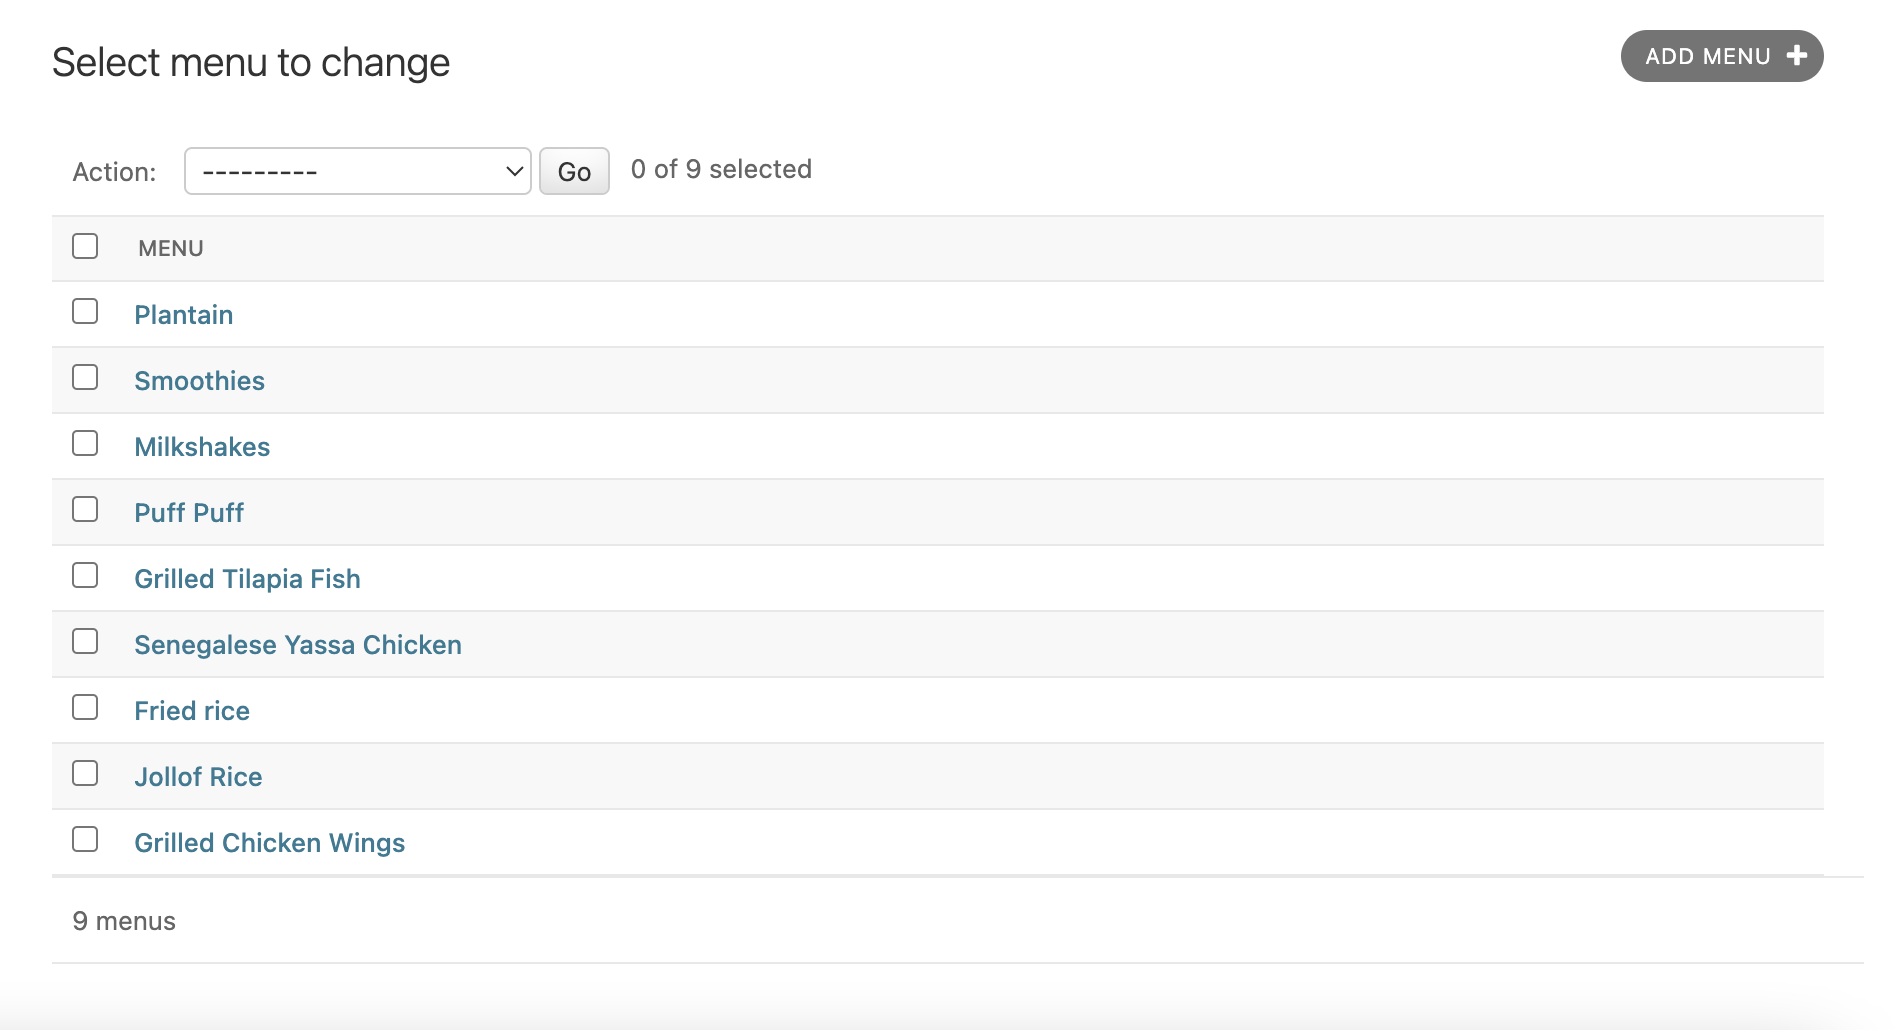 Select menu to change
ADD MENU
Action: --------- Go 0 of 9 selected
MENU
Plantain
Smoothies
Milkshakes
Puff Puff
Grilled Tilapia Fish
Senegalese Yassa Chicken
Fried rice
Jollof Rice
Grilled Chicken Wings
9 menus